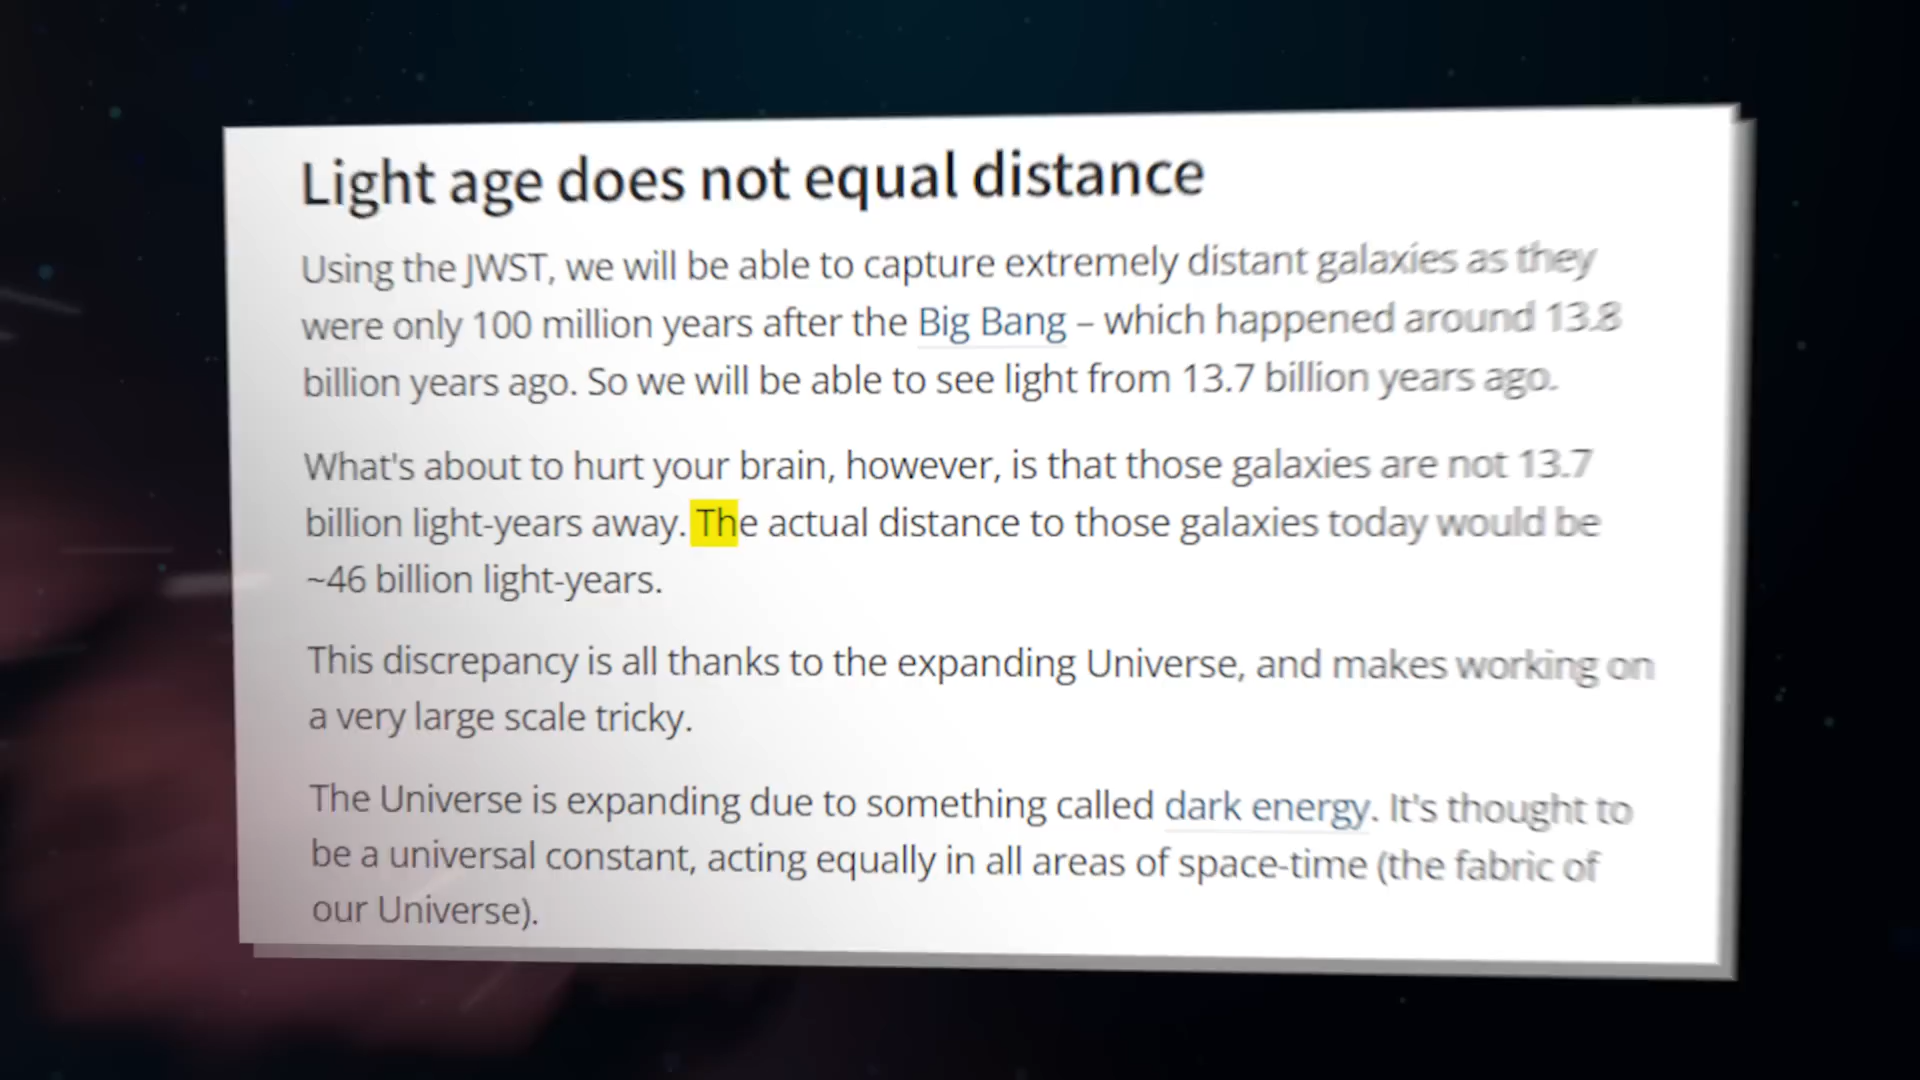 Light age does not equal distance
Using the JWST, we will be able to capture extremely distant galaxies as they
were only 100 million years after the Big Bang – which happened around 13.8
billion years ago. So we will be able to see light from 13.7 billion years ago.
What's about to hurt your brain, however, is that those galaxies are not 13.7
billion light-years away. The actual distance to those galaxies today would be
~46 billion light-years.
This discrepancy is all thanks to the expanding Universe, and makes working on
a very large scale tricky.
The Universe is expanding due to something called dark energy. It's thought to
be a universal constant, acting equally in all areas of space-time (the fabric of
our Universe).